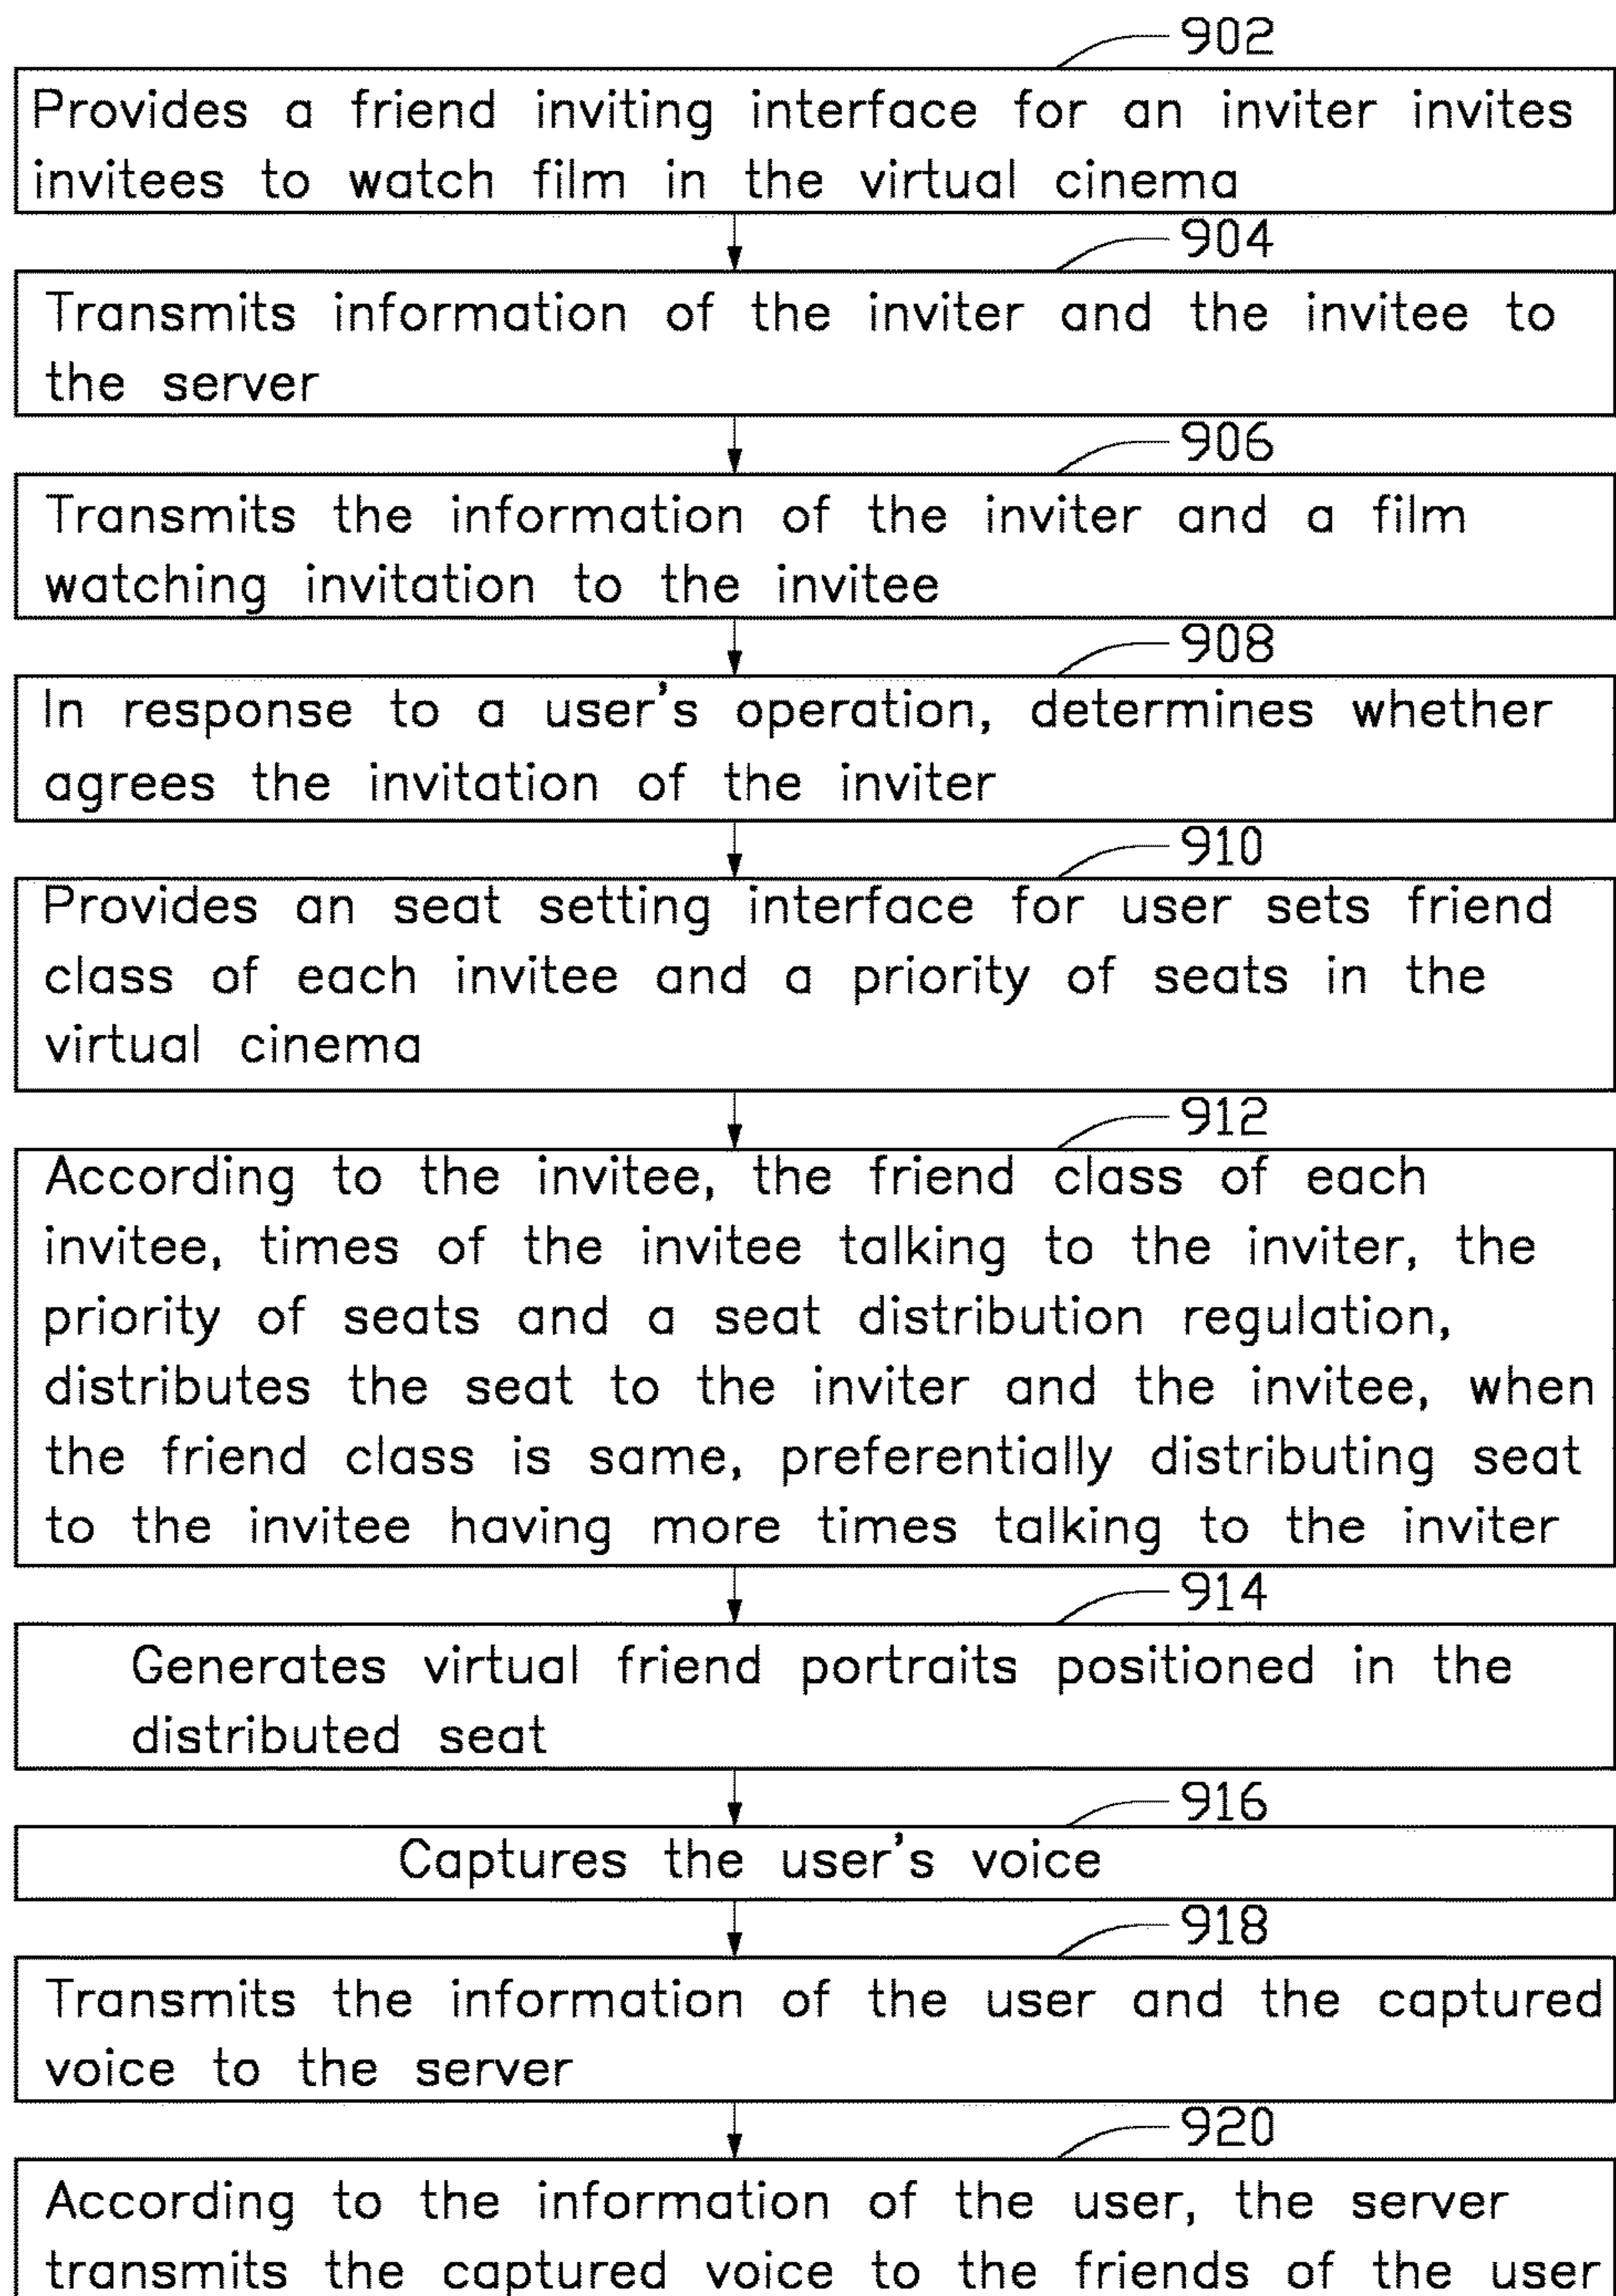 902
Provides a friend inviting interface for an inviter invites
invitees to watch film in the virtual cinema
904
Transmits information of the inviter and the invitee to
the server
906
Transmits the information of the inviter and a film
watching invitation to the invitee
908
In response to a user's operation, determines whether
agrees the invitation of the inviter
910
Provides an seat setting interface for user sets friend
class of each invitee and a priority of seats in the
virtual cinema
912
According to the invitee, the friend class of each
invitee, times of the invitee talking to the inviter, the
priority of seats and a seat distribution regulation,
distributes the seat to the inviter and the invitee, when
the friend class is same, preferentially distributing seat
to the invitee having more times talking to the inviter
914
Generates virtual friend portraits positioned in the
distributed seat
916
Captures the user's voice
918
Transmits the information of the user and the captured
voice to the server
920
According to the information of the user, the server
transmits the captured voice to the friends of the user